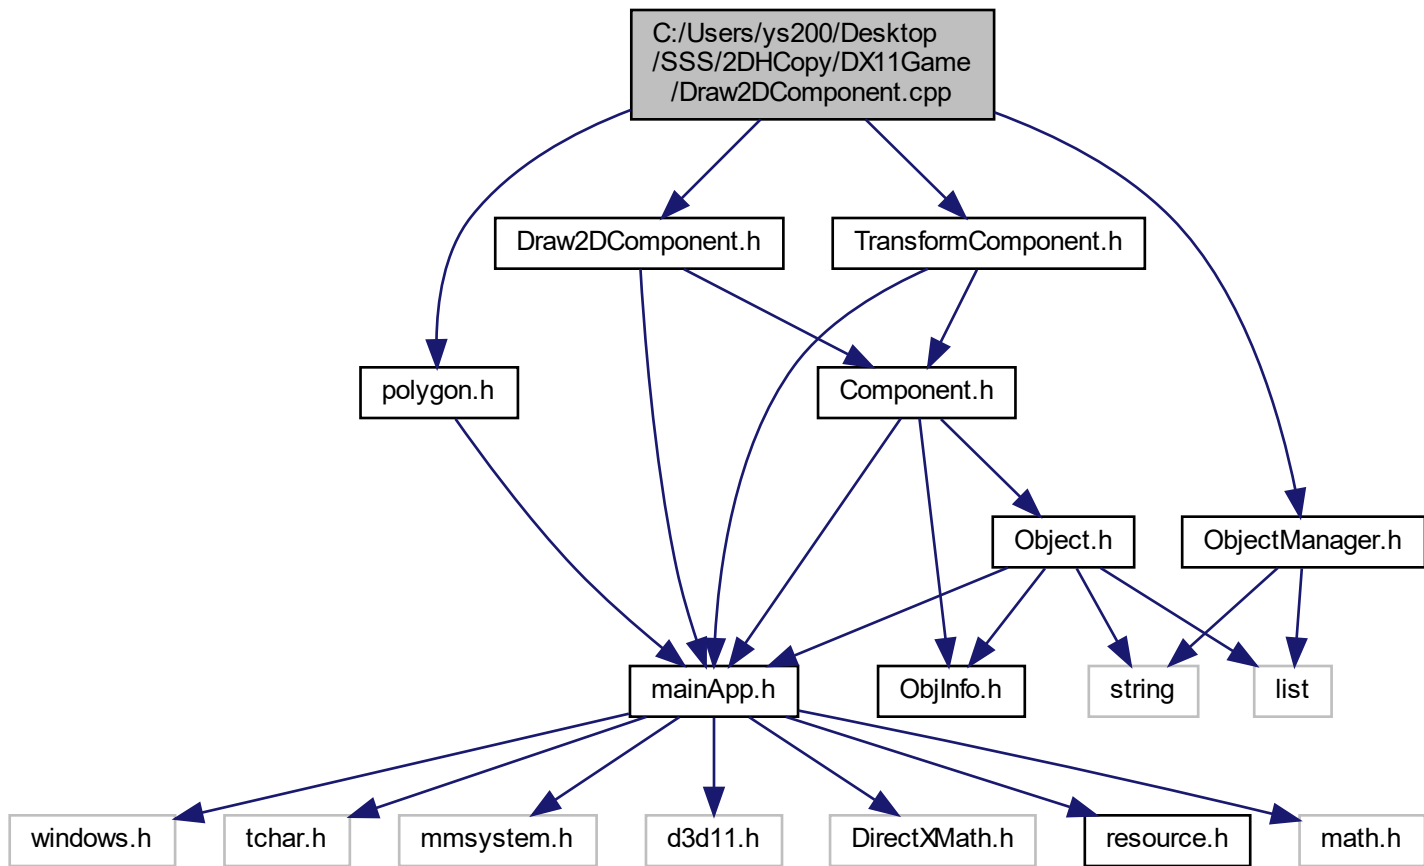 C:/Users/ys200/Desktop
/SSS/2DHCopy/DX11Game
/Draw2DComponent.cpp
Draw2DComponent.h
TransformComponent.h
polygon.h
Component.h
Object.h
ObjectManager.h
mainApp.h
ObjInfo.h
string
list
windows.h
tchar.h
mmsystem.h
d3d11.h
DirectXMath.h
resource.h
math.h